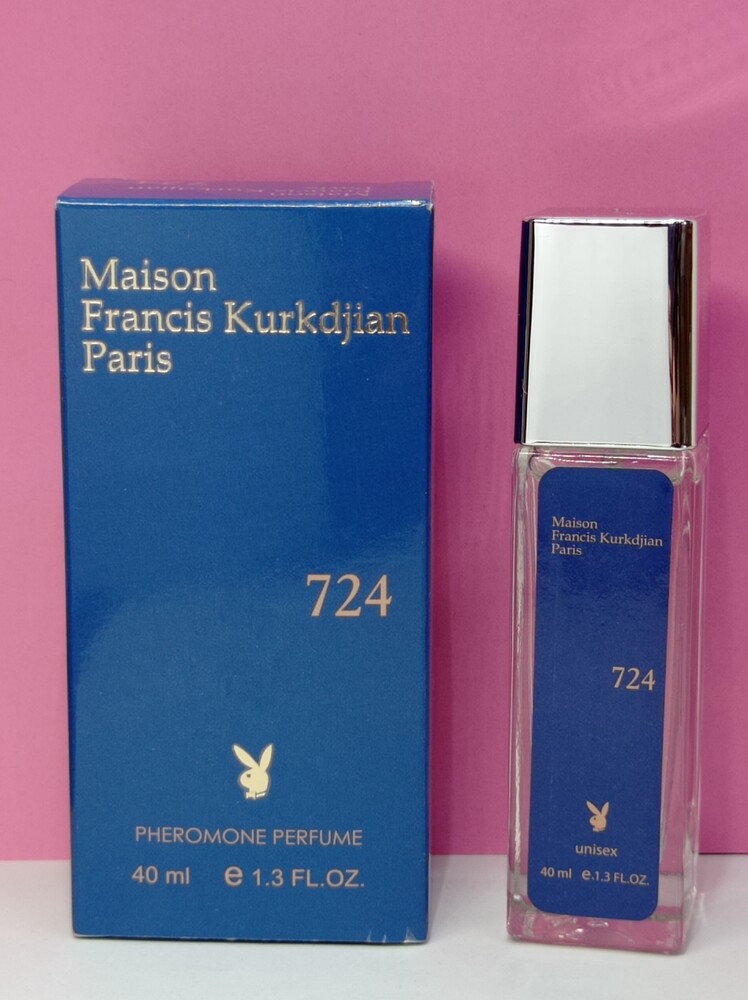 Maison
Francis Kurkdjian
Paris
724
PHEROMONE PERFUME
40 ml e 1.3 FL.OZ.
Maison
Francis Kurkdjian
Paris
724
unisex
40 ml e.1.3 FL.OZ.